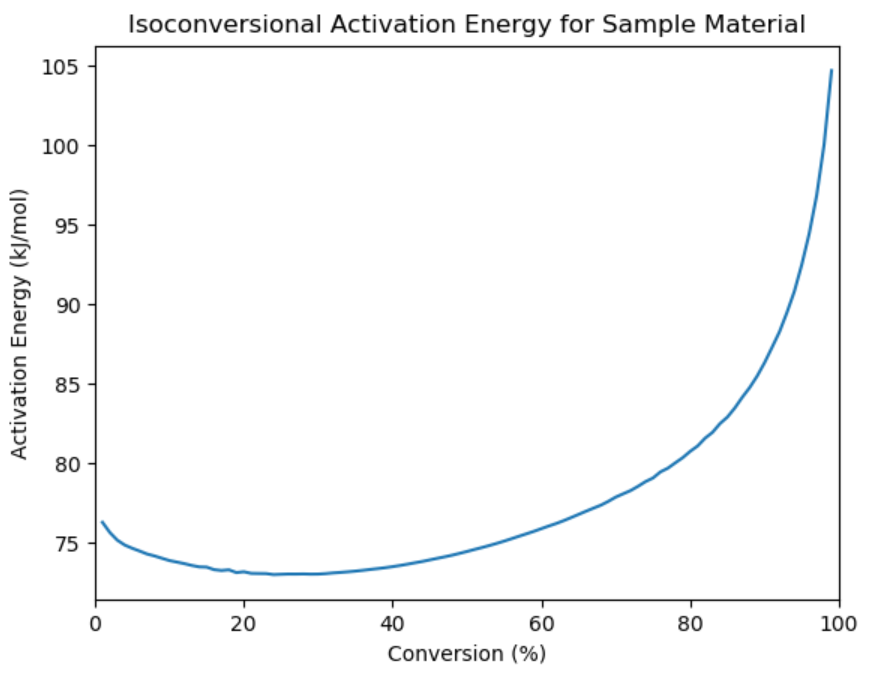 Isoconversional Activation Energy for Sample Material
Activation Energy (kJ/mol)
105
100
95
90
85
80
75
0 20 40 60 80 100
Conversion (%)